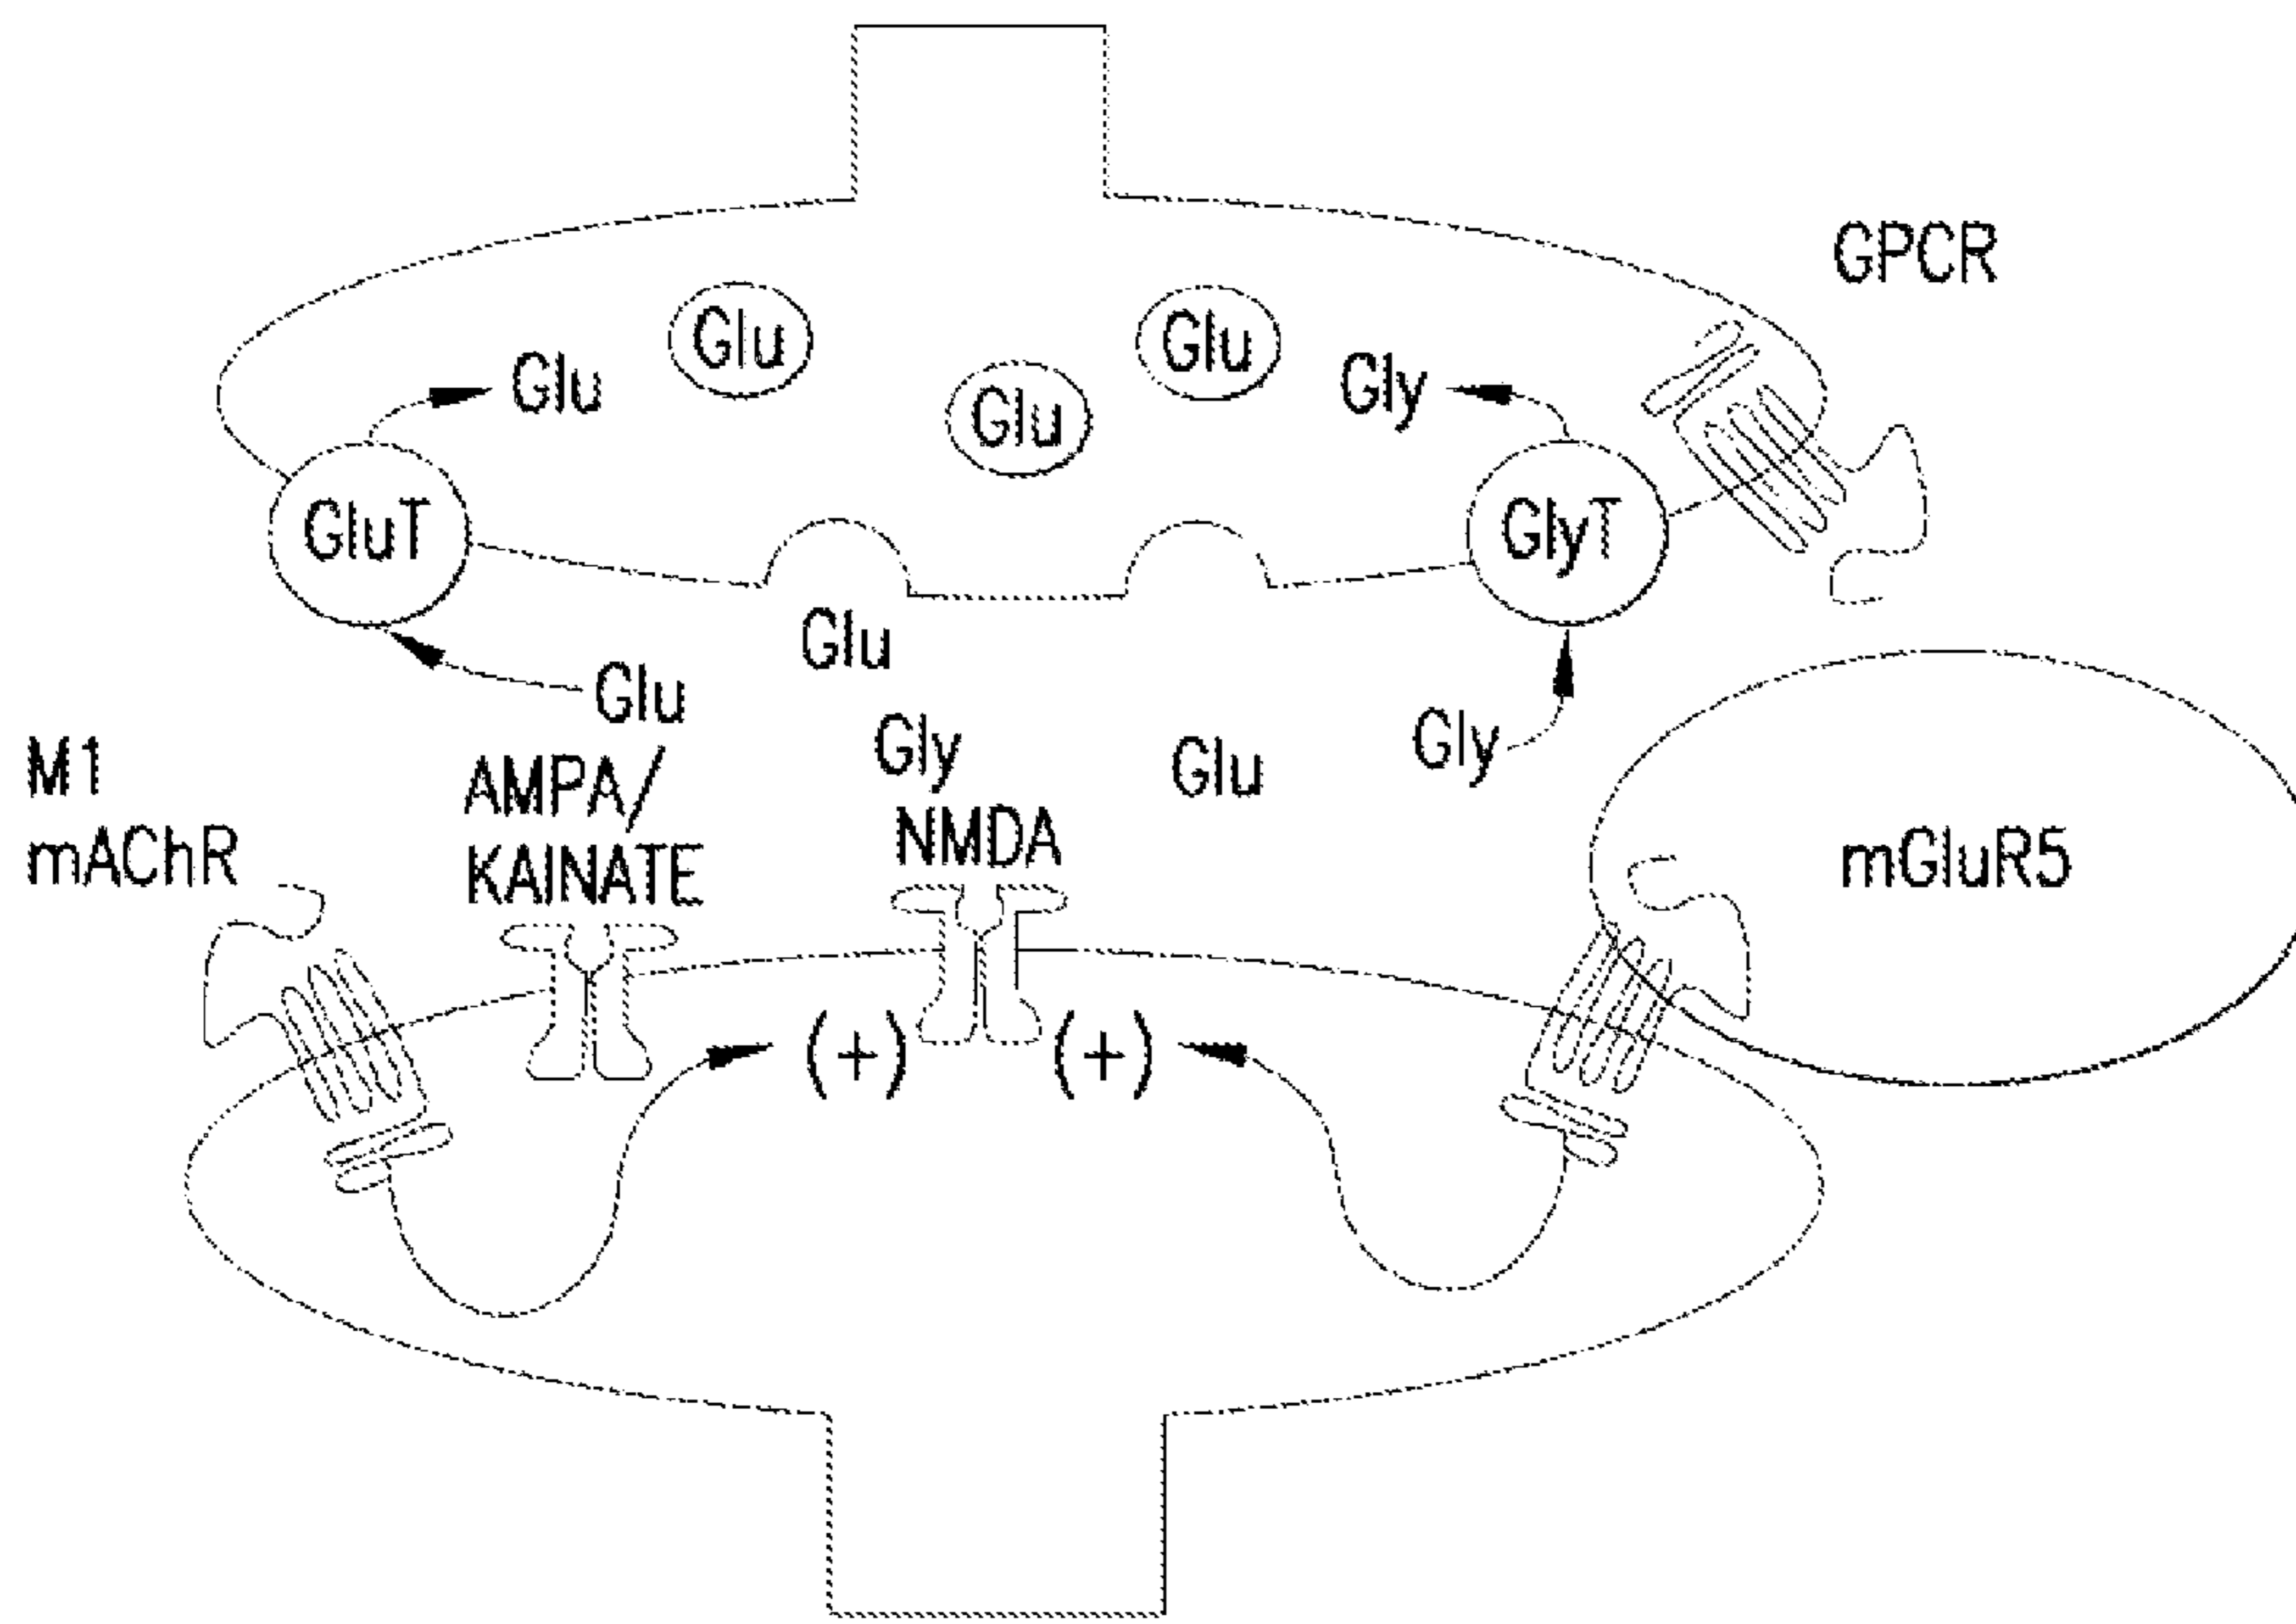 GPCR
Glu
Glu
Glu
Glu
Gly
GluT
GlyT
Glu
Glu
Gly
Glu
Gly
M1
mAChR
AMPA/
KAINATE
NMDA
mGluR5
(+)
(+)